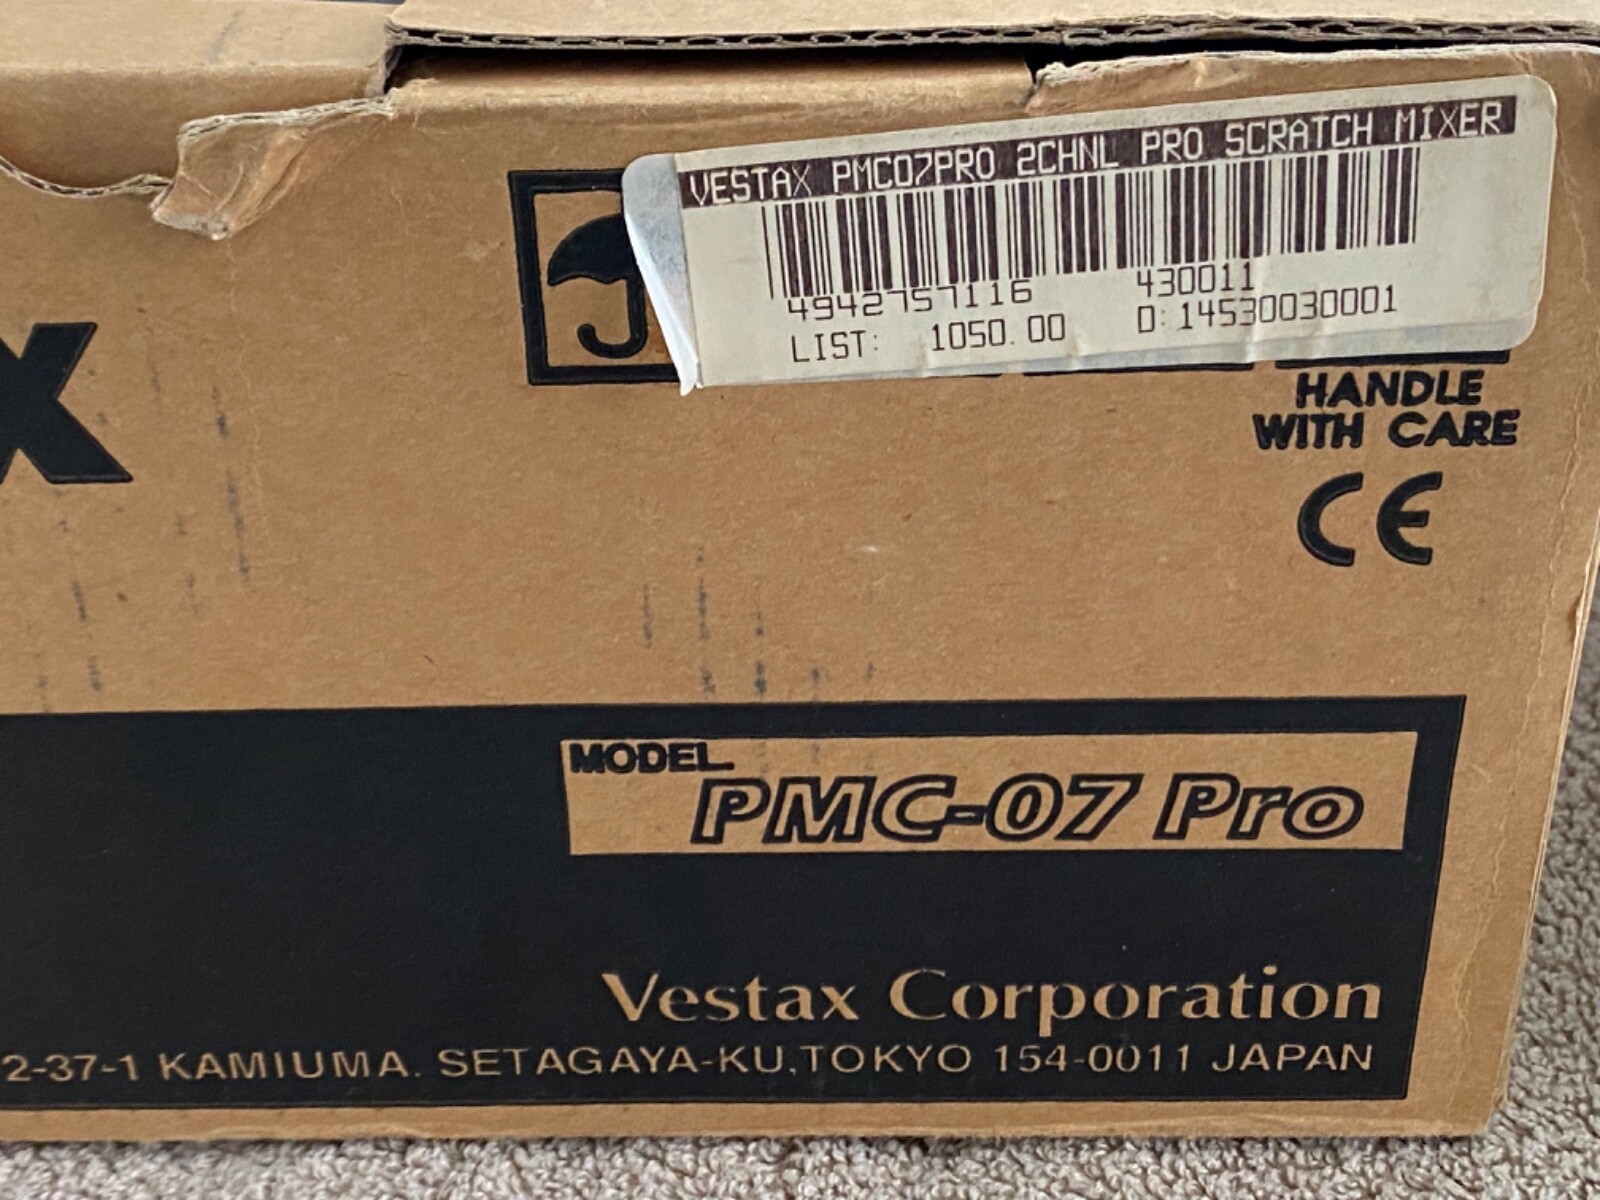 VESTAX PMC07PRO 2CHNL PRO SCRATCH MIXER
4942757116 430011
LIST: 1050.00 D:14530030001
HANDLE
WITH CARE
CE
X
MODEL
PMC-07 Pro
Vestax Corporation
2-37-1 KAMIUMA. SETAGAYA-KU,TOKYO 154-0011 JAPAN